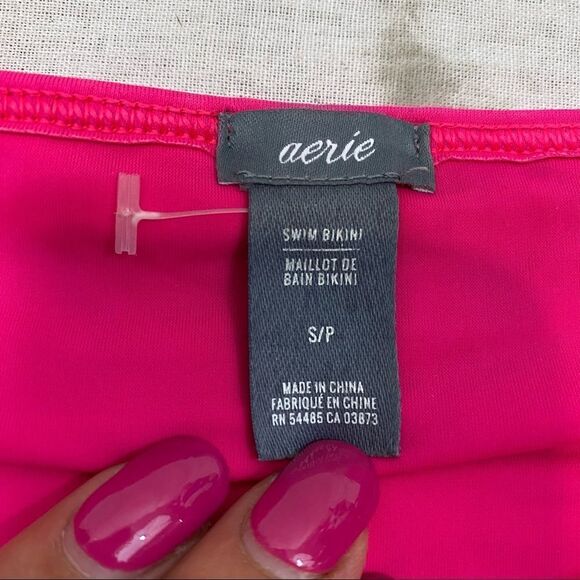 aerie
SWIM BIKINI
MAILLOT DE
BAIN BIKINI
S/P
MADE IN CHINA
FABRIQUÉ EN CHINE
RN 54485 CA 03873